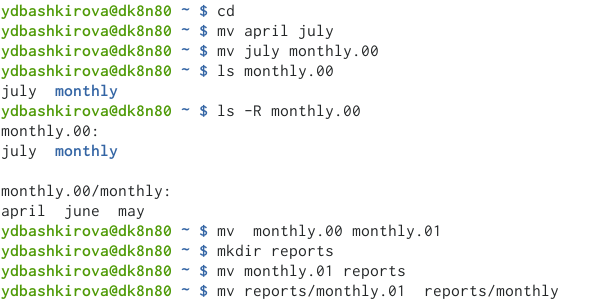 ydbashkirova@dk8n80 ~ $ cd
ydbashkirova@dk8n80 ~ $ mv april july
ydbashkirova@dk8n80 ~ $ mv july monthly.00
ydbashkirova@dk8n80 ~ $ ls monthly.00
july  monthly
ydbashkirova@dk8n80 ~ $ ls -R monthly.00
monthly.00:
july  monthly

monthly.00/monthly:
april  june  may
ydbashkirova@dk8n80 ~ $ mv  monthly.00 monthly.01
ydbashkirova@dk8n80 ~ $ mkdir reports
ydbashkirova@dk8n80 ~ $ mv monthly.01 reports
ydbashkirova@dk8n80 ~ $ mv reports/monthly.01  reports/monthly